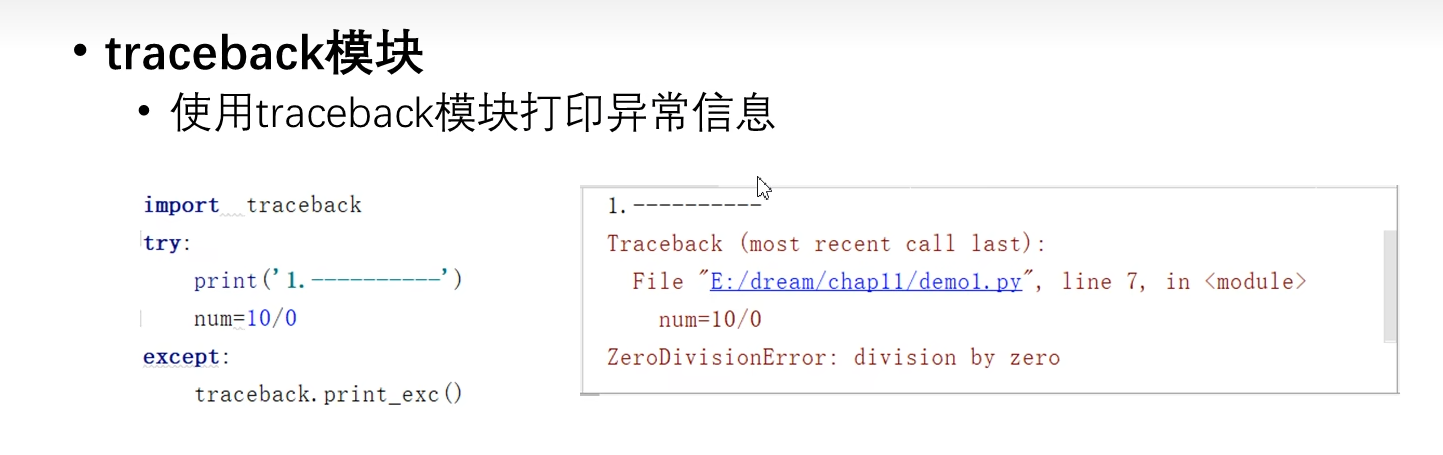 • traceback模块
• 使用traceback模块打印异常信息
import traceback
try:
    print('1.----------')
    num=10/0
except:
    traceback.print_exc()
1.----------
Traceback (most recent call last):
  File "E:/dream/chap11/demo1.py", line 7, in <module>
    num=10/0
ZeroDivisionError: division by zero